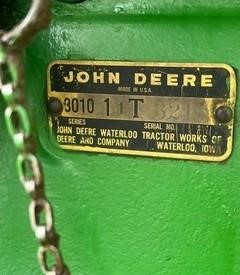 JOHN DEERE
MADE IN U.S.A.
3010 11T
SERIES SERIAL NO.
JOHN DEERE WATERLOO TRACTOR WORKS OF
DEERE AND COMPANY WATERLOO, IOWA